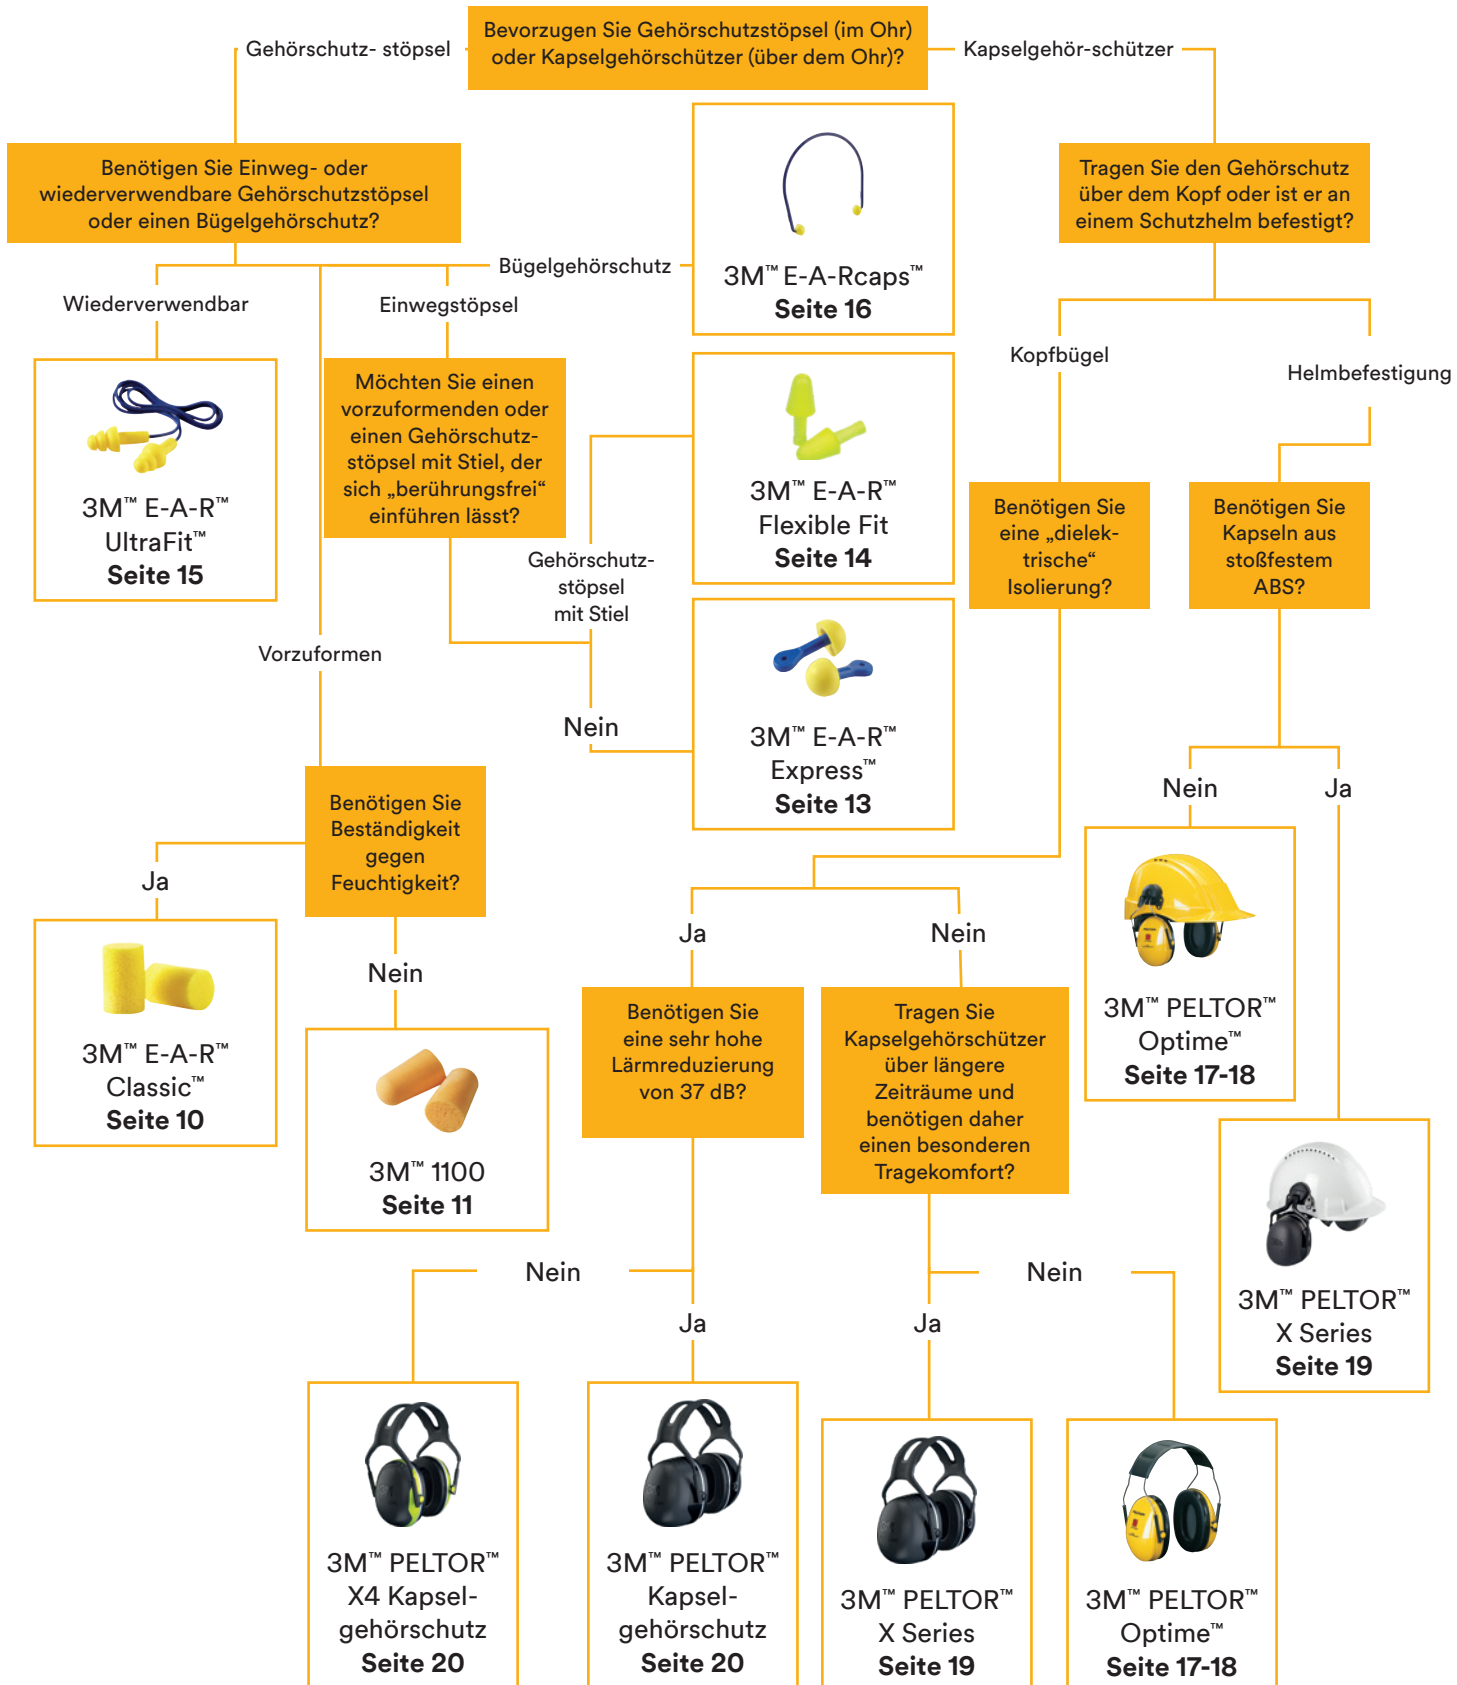 Bevorzugen Sie Gehörschutzstöpsel (im Ohr)
oder Kapselgehörschützer (über dem Ohr)?
Gehörschutz- stöpsel
Kapselgehör-schützer
Benötigen Sie Einweg- oder
wiederverwendbare Gehörschutzstöpsel
oder einen Bügelgehörschutz?
Tragen Sie den Gehörschutz
über dem Kopf oder ist er an
einem Schutzhelm befestigt?
Bügelgehörschutz
3M™ E-A-Rcaps™
Seite 16
Wiederverwendbar
Einwegstöpsel
Kopfbügel
Helmbefestigung
3M™ E-A-R™
UltraFit™
Seite 15
Möchten Sie einen
vorzuformenden oder
einen Gehörschutz-
stöpsel mit Stiel, der
sich „berührungsfrei“
einführen lässt?
3M™ E-A-R™
Flexible Fit
Seite 14
Benötigen Sie
eine „dielek-
trische“
Isolierung?
Benötigen Sie
Kapseln aus
stoßfestem
ABS?
Gehörschutz-
stöpsel
mit Stiel
Vorzuformen
Nein
3M™ E-A-R™
Express™
Seite 13
Benötigen Sie
Beständigkeit
gegen
Feuchtigkeit?
Nein
Ja
Ja
Nein
3M™ E-A-R™
Classic™
Seite 10
3M™ 1100
Seite 11
Ja
Nein
Benötigen Sie
eine sehr hohe
Lärmreduzierung
von 37 dB?
Tragen Sie
Kapselgehörschützer
über längere
Zeiträume und
benötigen daher
einen besonderen
Tragekomfort?
3M™ PELTOR™
Optime™
Seite 17-18
3M™ PELTOR™
X Series
Seite 19
Nein
Ja
Ja
Nein
3M™ PELTOR™
X4 Kapsel-
gehörschutz
Seite 20
3M™ PELTOR™
Kapsel-
gehörschutz
Seite 20
3M™ PELTOR™
X Series
Seite 19
3M™ PELTOR™
Optime™
Seite 17-18